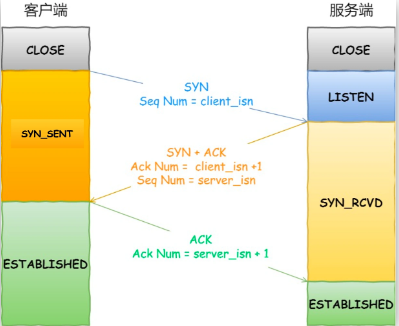 客户端
服务端
CLOSE
CLOSE
SYN
Seq Num = client_isn
LISTEN
SYN_SENT
SYN + ACK
Ack Num = client_isn +1
Seq Num = server_isn
SYN_RCVD
ACK
Ack Num = server_isn + 1
ESTABLISHED
ESTABLISHED